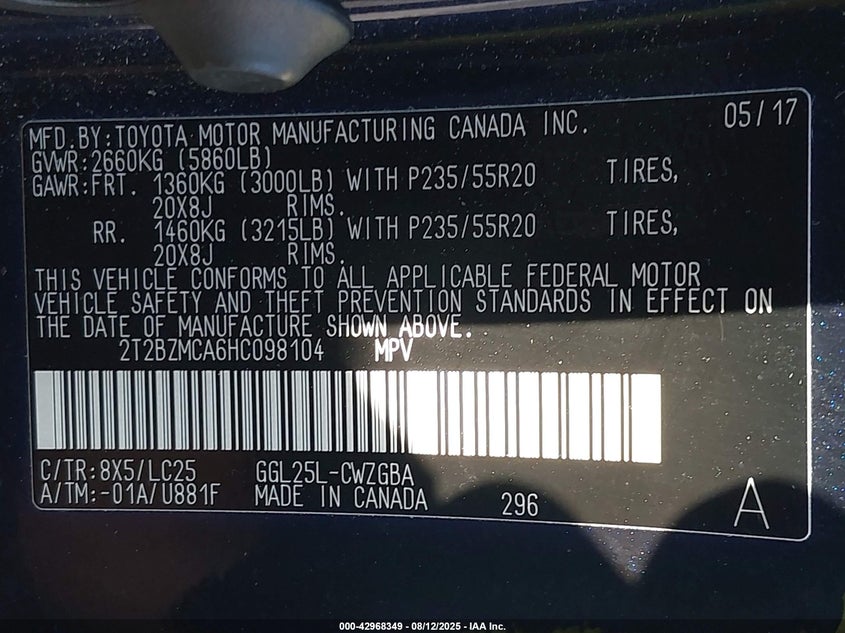 05/17
MFD.BY:TOYOTA MOTOR MANUFACTURING CANADA INC.
GVWR:2660KG (5860LB)
GAWR:FRT. 1360KG (3000LB) WITH P235/55R20 TIRES,
20X8J RIMS.
RR. 1460KG (3215LB) WITH P235/55R20 TIRES,
20X8J RIMS.
THIS VEHICLE CONFORMS TO ALL APPLICABLE FEDERAL MOTOR
VEHICLE SAFETY AND THEFT PREVENTION STANDARDS IN EFFECT ON
THE DATE OF MANUFACTURE SHOWN ABOVE.
2T2BZMCA6HC098104 MPV
C/TR:8X5/LC25 GGL25L-CWZGBA
A/TM:-01A/U881F MADE IN CANADA 296 A
000-42968349 - 08/12/2025 - IAA Inc.